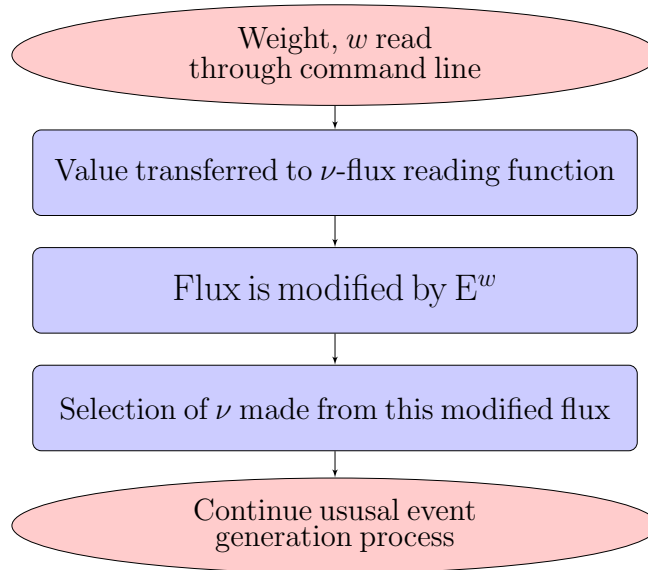 Weight, w read
through command line
Value transferred to ν-flux reading function
Flux is modified by E^w
Selection of ν made from this modified flux
Continue ususal event
generation process